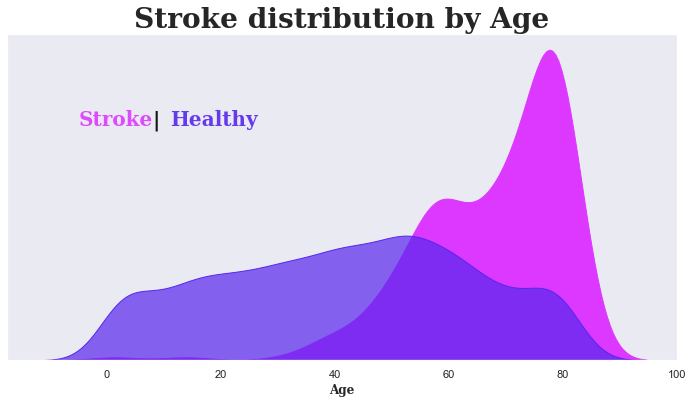 Stroke distribution by Age
Stroke| Healthy
0 20 40 60 80 100
Age